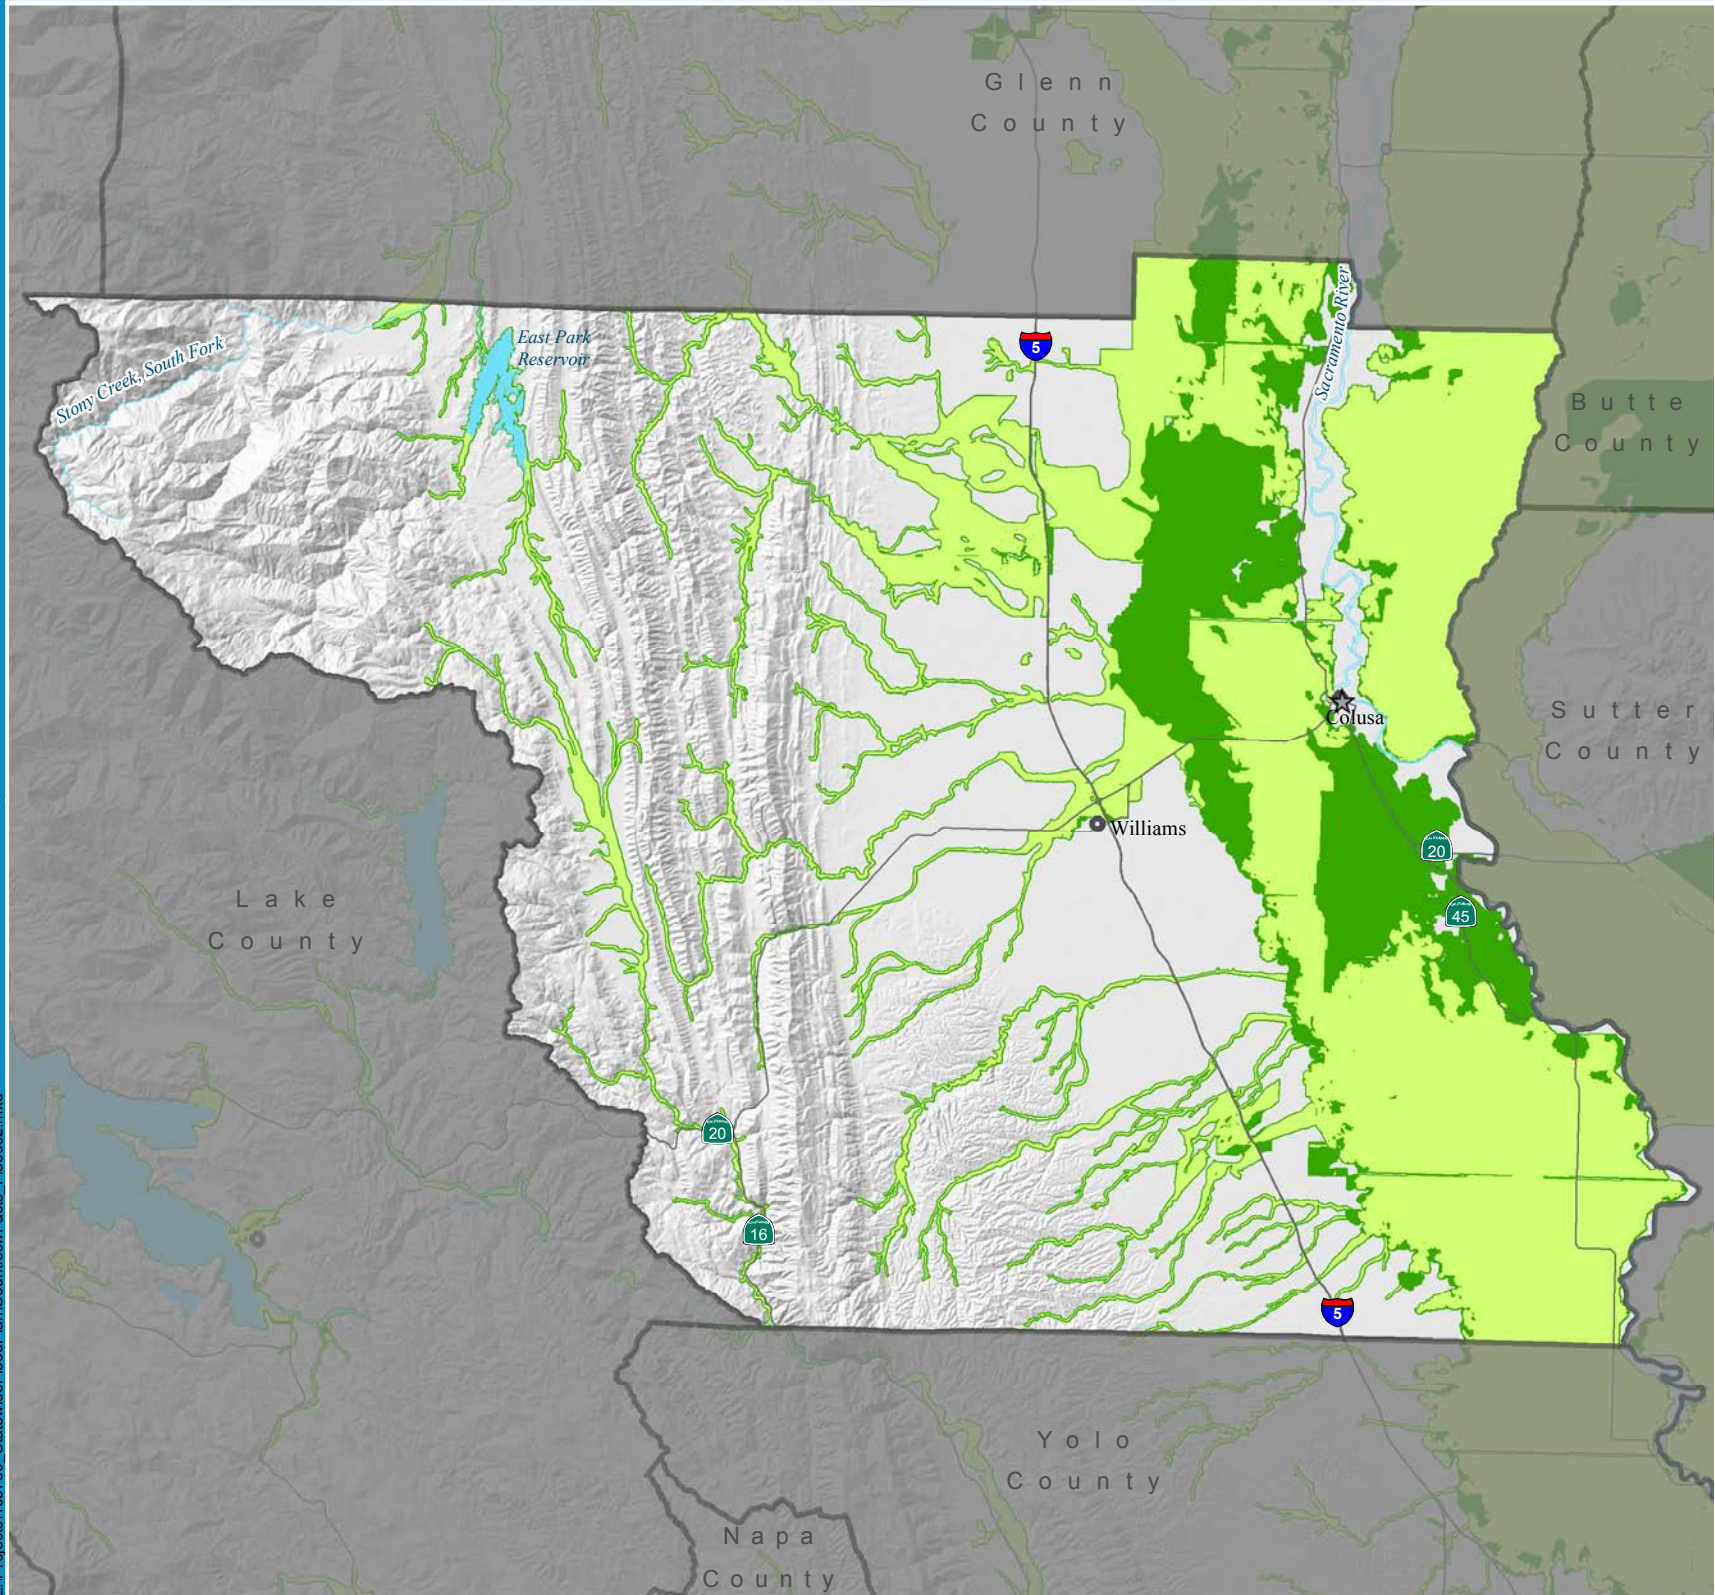 Glenn
County
5
East Park
Reservoir
Stony Creek, South Fork
Sacramento River
Butte
County
Colusa
Sutter
County
Williams
20
45
Lake
County
20
16
5
Yolo
County
Napa
County